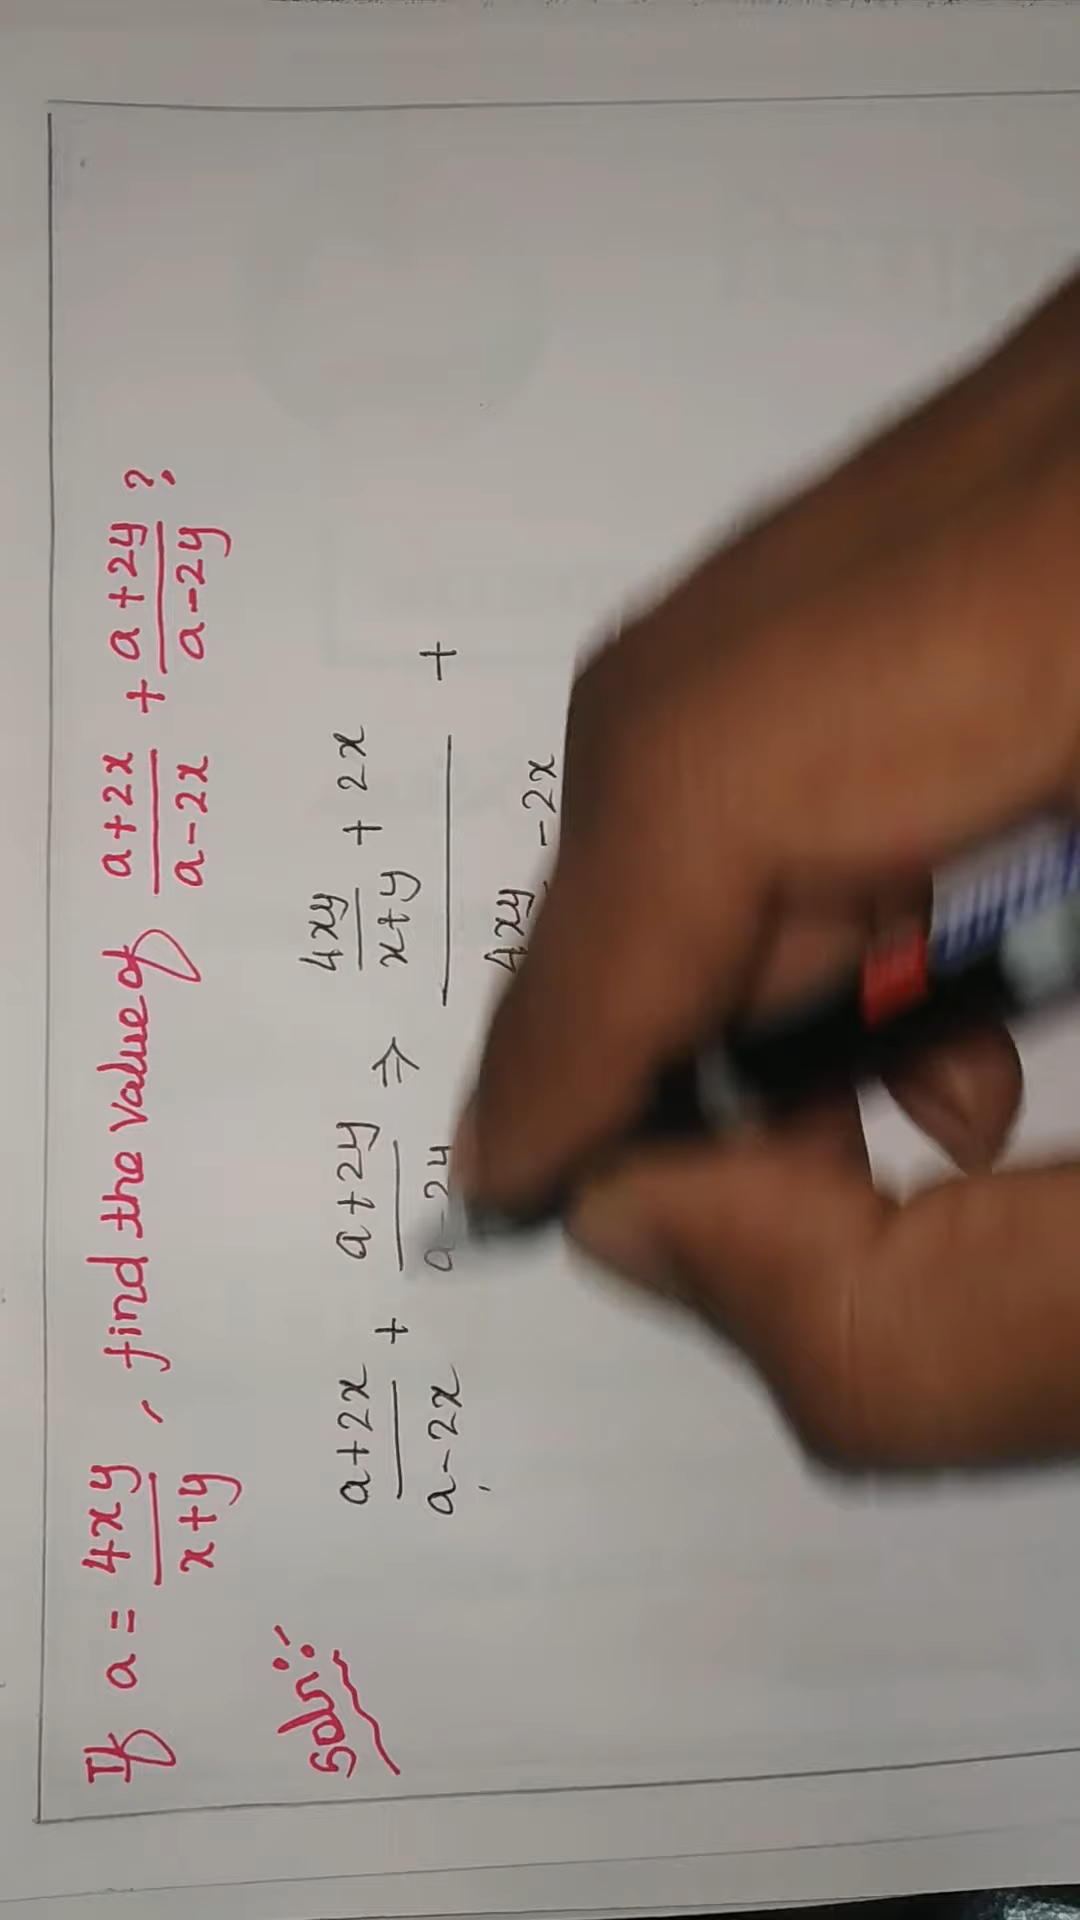 If a = 4xy/x+y , find the value of a+2x/a-2x + a+2y/a-2y ?
Soln:-
a+2x/a-2x + a+2y/a-2y ⇒ 4xy/x+y + 2x +
4xy -2x